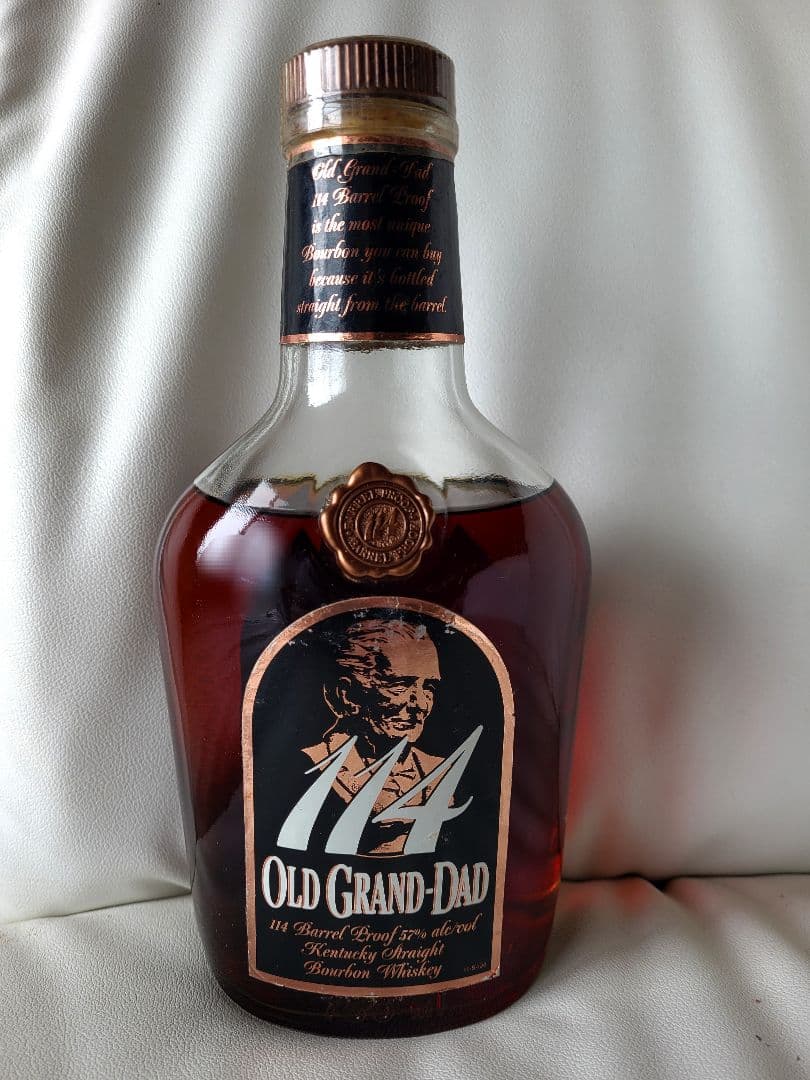 Old Grand-Dad
114 Barrel Proof
is the most unique
Bourbon you can buy
because it's bottled
straight from the barrel.
114
114
OLD GRAND-DAD
114 Barrel Proof 57% alc/vol
Kentucky Straight
Bourbon Whiskey